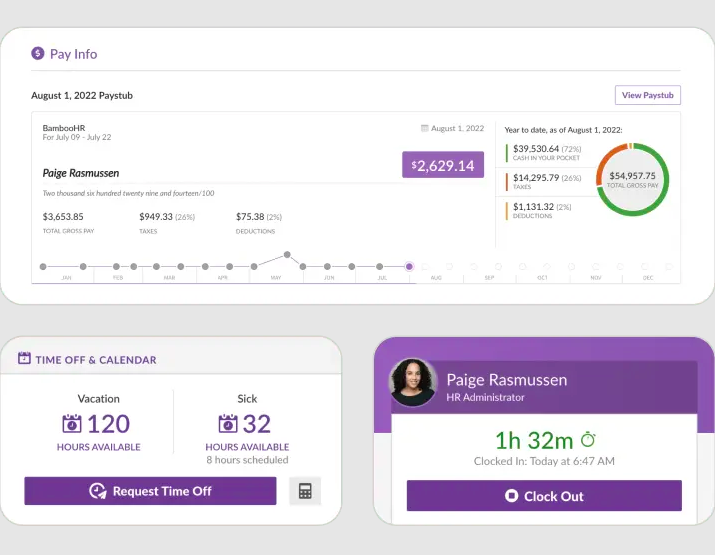 $ Pay Info
August 1, 2022 Paystub
View Paystub
BambooHR
For July 09 - July 22
August 1, 2022
$2,629.14
Paige Rasmussen
Two thousand six hundred twenty nine and fourteen/100
$3,653.85
TOTAL GROSS PAY
$949.33 (26%)
TAXES
$75.38 (2%)
DEDUCTIONS
Year to date, as of August 1, 2022:
$39,530.64 (72%)
CASH IN YOUR POCKET
$14,295.79 (26%)
TAXES
$1,131.32 (2%)
DEDUCTIONS
$54,957.75
TOTAL GROSS PAY
JAN FEB MAR APR MAY JUN JUL AUG SEP OCT NOV DEC
TIME OFF & CALENDAR
Vacation
120
HOURS AVAILABLE
Sick
32
HOURS AVAILABLE
8 hours scheduled
Request Time Off
Paige Rasmussen
HR Administrator
1h 32m
Clocked In: Today at 6:47 AM
Clock Out